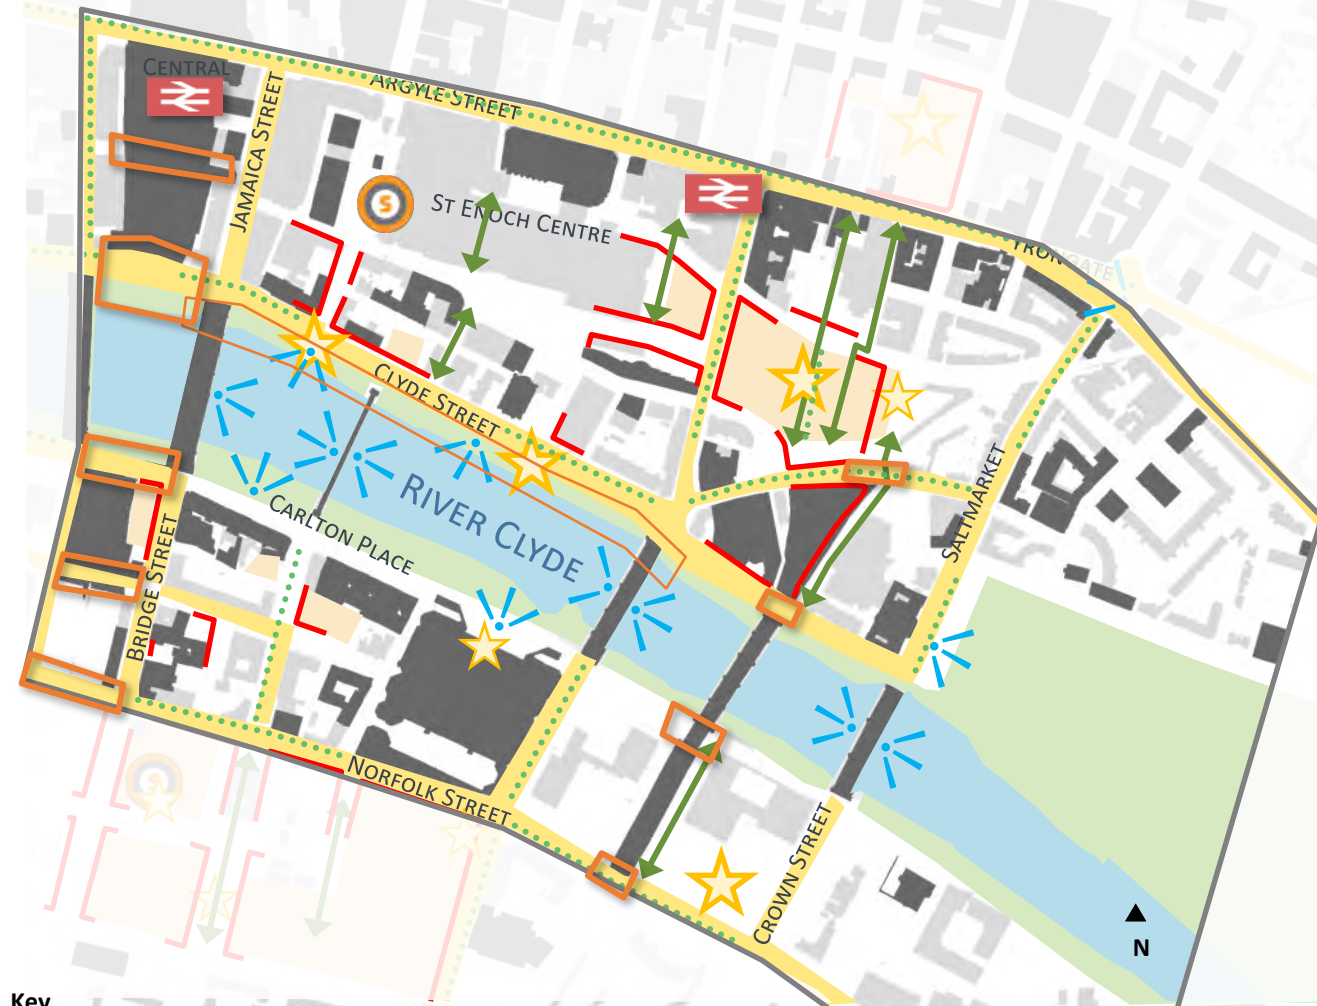 CENTRAL
ARGYLE STREET
JAMAICA STREET
S
ST ENOCH CENTRE
TRONGATE
CLYDE STREET
RIVER CLYDE
CARLTON PLACE
SALTMARKET
BRIDGE STREET
NORFOLK STREET
CROWN STREET
N
Key